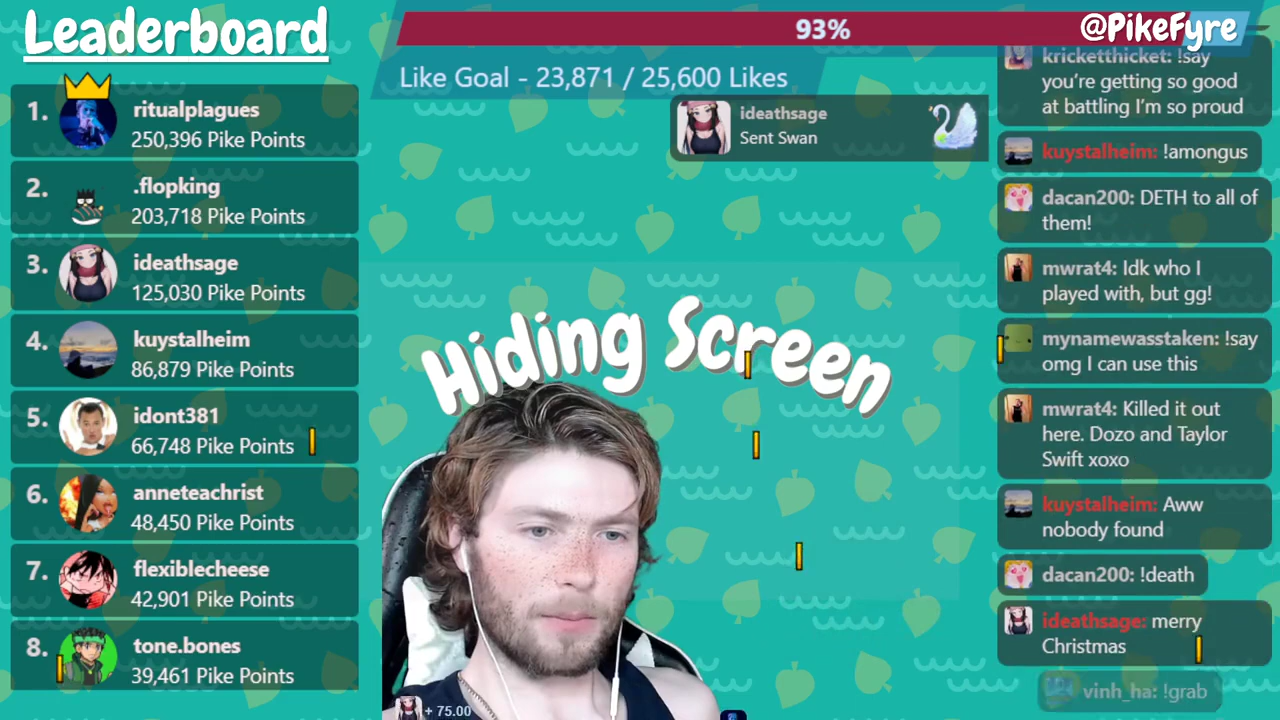 Leaderboard
1.
ritualplagues
250,396 Pike Points
2.
.flopking
203,718 Pike Points
3.
ideathsage
125,030 Pike Points
4.
kuystalheim
86,879 Pike Points
5.
idont381
66,748 Pike Points
6.
anneteachrist
48,450 Pike Points
7.
flexiblecheese
42,901 Pike Points
8.
tone.bones
39,461 Pike Points
93%
Like Goal - 23,871 / 25,600 Likes
ideathsage
Sent Swan
Hiding Screen
+ 75.00
@PikeFyre
kricketthicket: !say
you're getting so good
at battling I'm so proud
kuystalheim: !amongus
dacan200: DETH to all of
them!
mwrat4: Idk who I
played with, but gg!
mynamewasstaken: !say
omg I can use this
mwrat4: Killed it out
here. Dozo and Taylor
Swift xoxo
kuystalheim: Aww
nobody found
dacan200: !death
ideathsage: merry
Christmas
vinh_ha: !grab